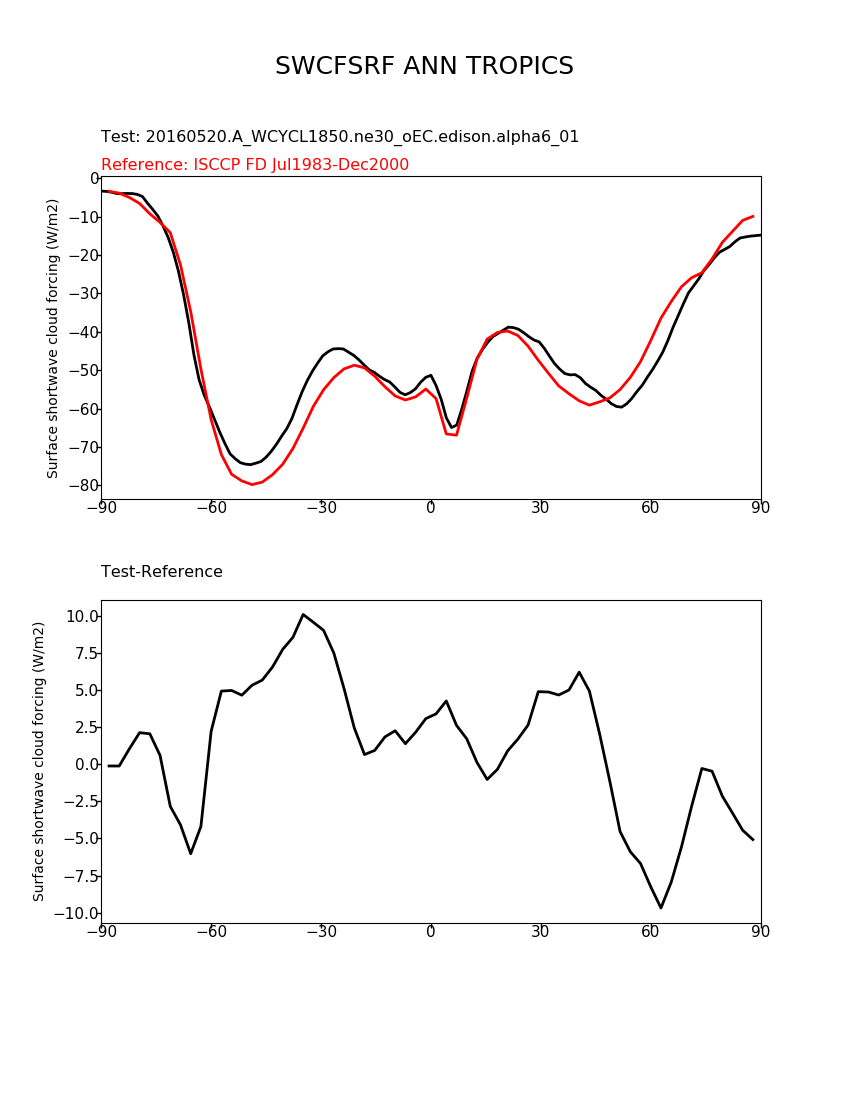 SWCFSRF ANN TROPICS
Test: 20160520.A_WCYCL1850.ne30_oEC.edison.alpha6_01
Reference: ISCCP FD Jul1983-Dec2000
Surface shortwave cloud forcing (W/m2)
0
−10
−20
−30
−40
−50
−60
−70
−80
−90 −60 −30 0 30 60 90
Test-Reference
Surface shortwave cloud forcing (W/m2)
10.0
7.5
5.0
2.5
0.0
−2.5
−5.0
−7.5
−10.0
−90 −60 −30 0 30 60 90